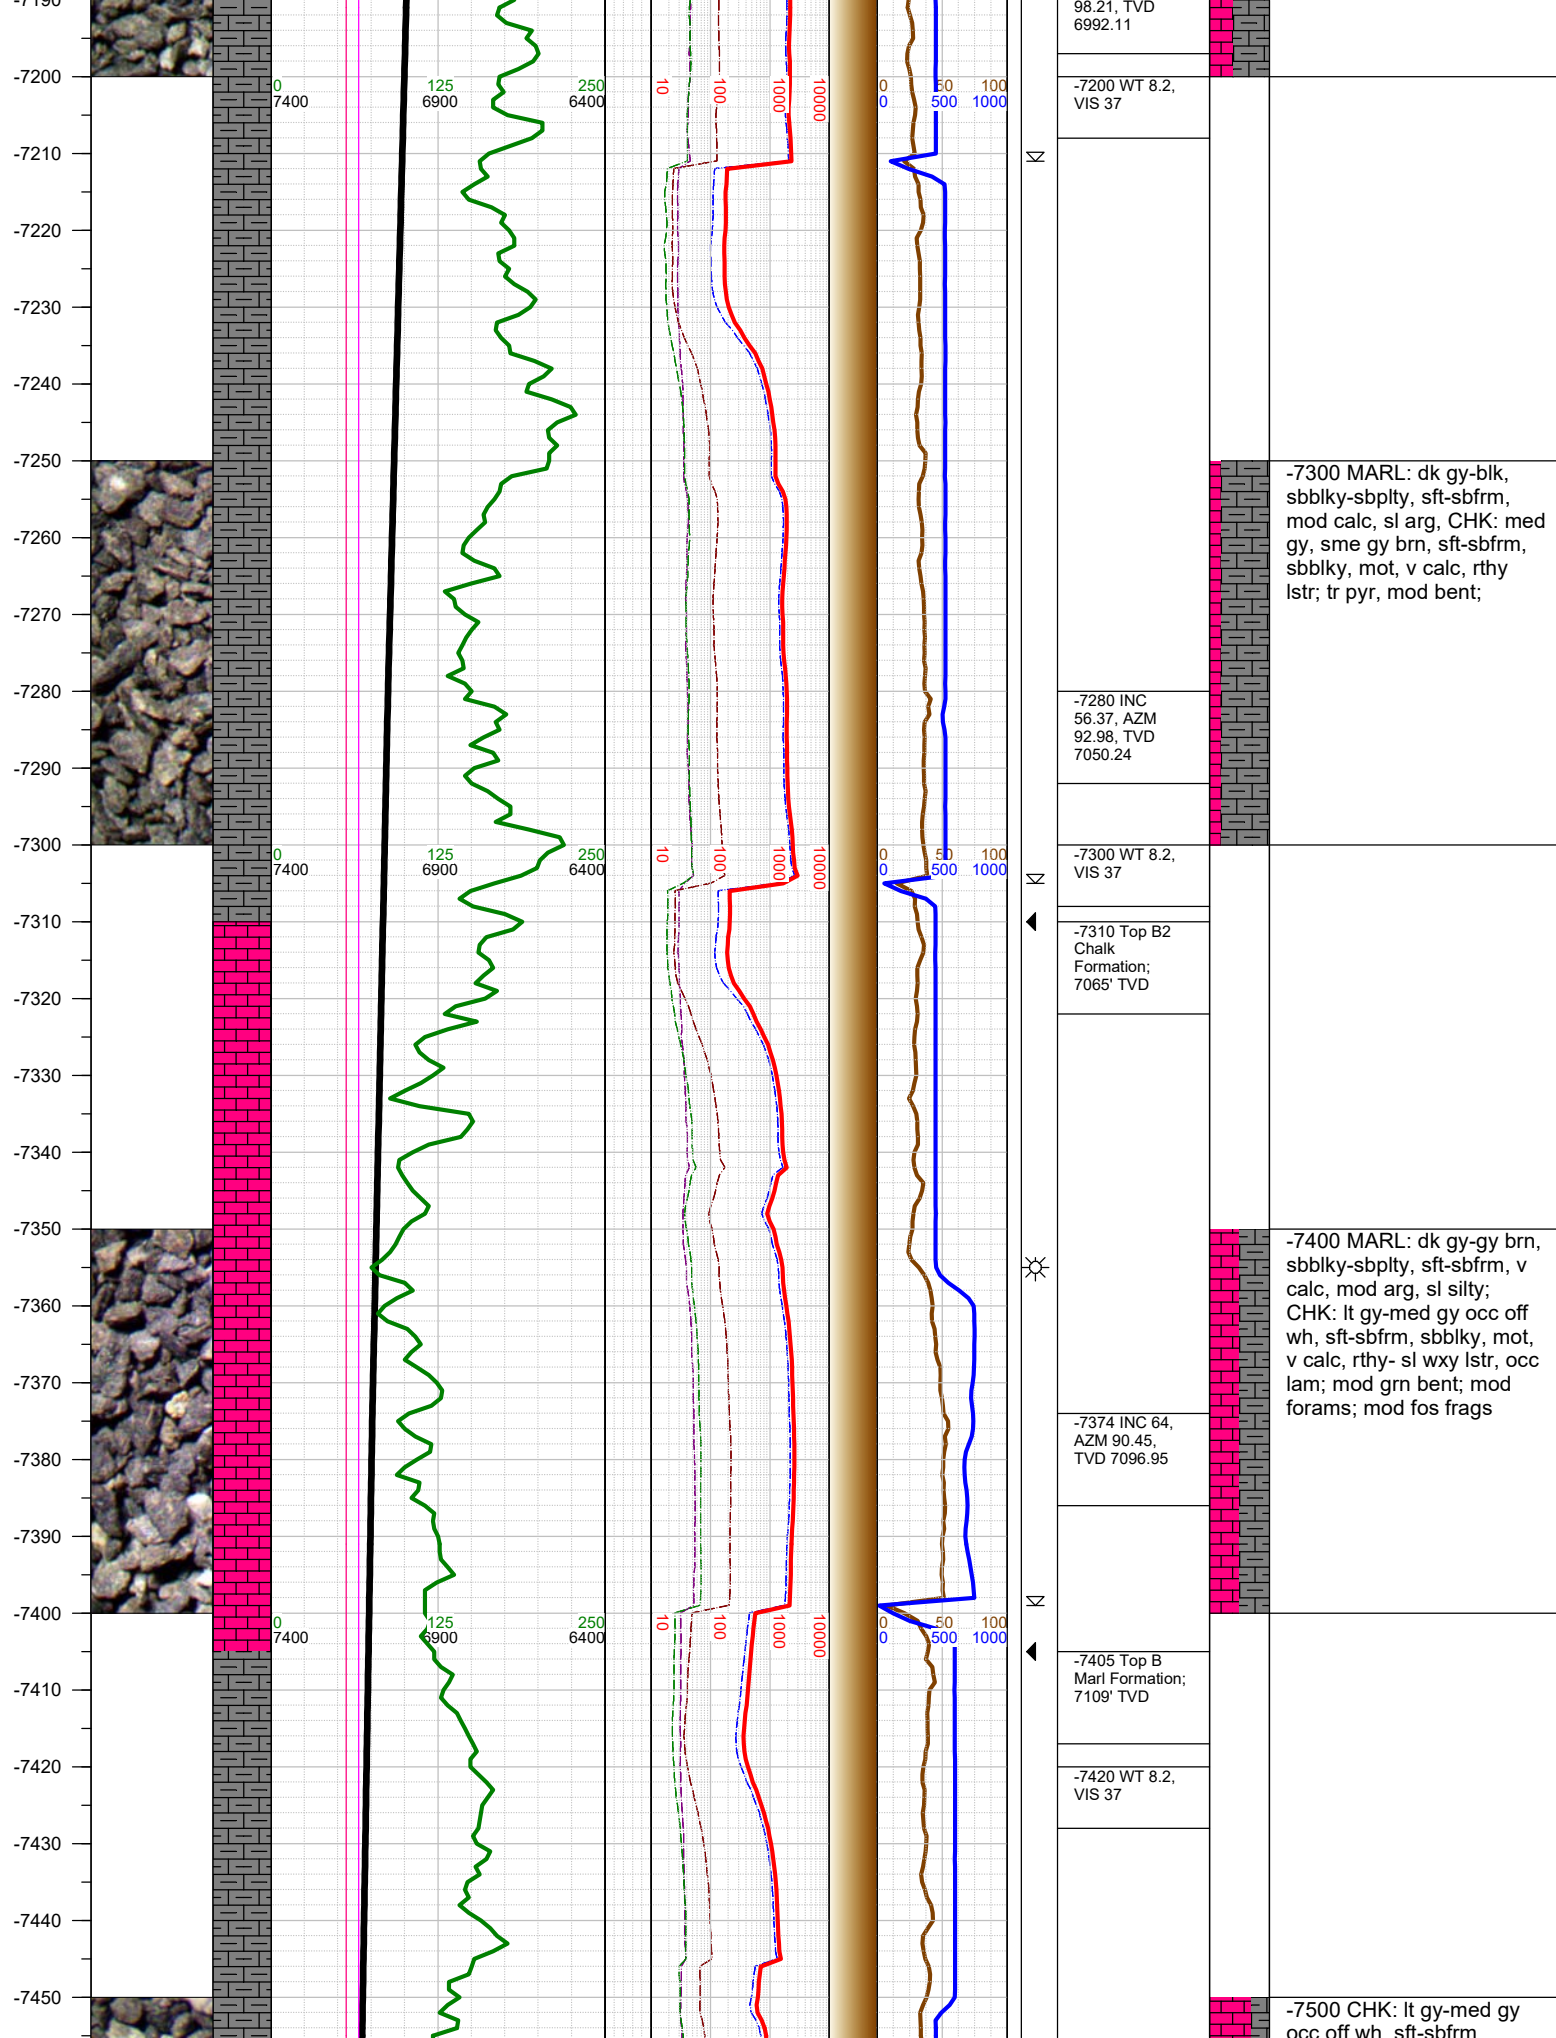 -7190
98.21, TVD
6992.11
-7200
0 125 250
7400 6900 6400
10 100 1000 10000
0 50 100
0 500 1000
-7200 WT 8.2,
VIS 37
-7210
-7220
-7230
-7240
-7250
-7300 MARL: dk gy-blk,
sbblky-sbplty, sft-sbfrm,
mod calc, sl arg, CHK: med
gy, sme gy brn, sft-sbfrm,
sbblky, mot, v calc, rthy
lstr; tr pyr, mod bent;
-7260
-7270
-7280
-7280 INC
56.37, AZM
92.98, TVD
7050.24
-7290
-7300
0 125 250
7400 6900 6400
10 100 1000 10000
0 50 100
0 500 1000
-7300 WT 8.2,
VIS 37
-7310
-7310 Top B2
Chalk
Formation;
7065' TVD
-7320
-7330
-7340
-7350
-7400 MARL: dk gy-gy brn,
sbblky-sbplty, sft-sbfrm, v
calc, mod arg, sl silty;
CHK: lt gy-med gy occ off
wh, sft-sbfrm, sbblky, mot,
v calc, rthy- sl wxy lstr, occ
lam; mod grn bent; mod
forams; mod fos frags
-7360
-7370
-7374 INC 64,
AZM 90.45,
TVD 7096.95
-7380
-7390
-7400
0 125 250
7400 6900 6400
10 100 1000 10000
0 50 100
0 500 1000
-7405 Top B
Marl Formation;
7109' TVD
-7410
-7420
-7420 WT 8.2,
VIS 37
-7430
-7440
-7450
-7500 CHK: lt gy-med gy
occ off wh, sft-sbfrm